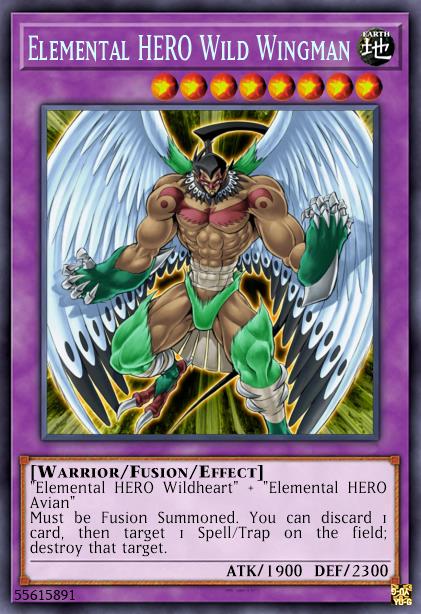 Elemental HERO Wild Wingman
EARTH
地
[Warrior/Fusion/Effect]
"Elemental HERO Wildheart" + "Elemental HERO
Avian"
Must be Fusion Summoned. You can discard 1
card, then target 1 Spell/Trap on the field;
destroy that target.
ATK/1900 DEF/2300
55615891